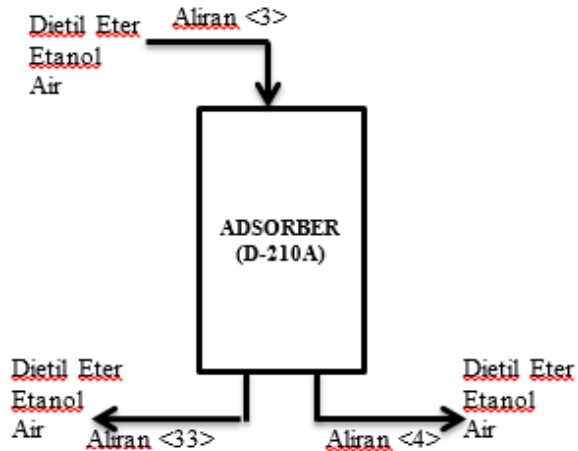 Dietil Eter
Etanol
Air
Aliran <3>
ADSORBER
(D-210A)
Dietil Eter
Etanol
Air
Aliran <33>
Aliran <4>
Dietil Eter
Etanol
Air